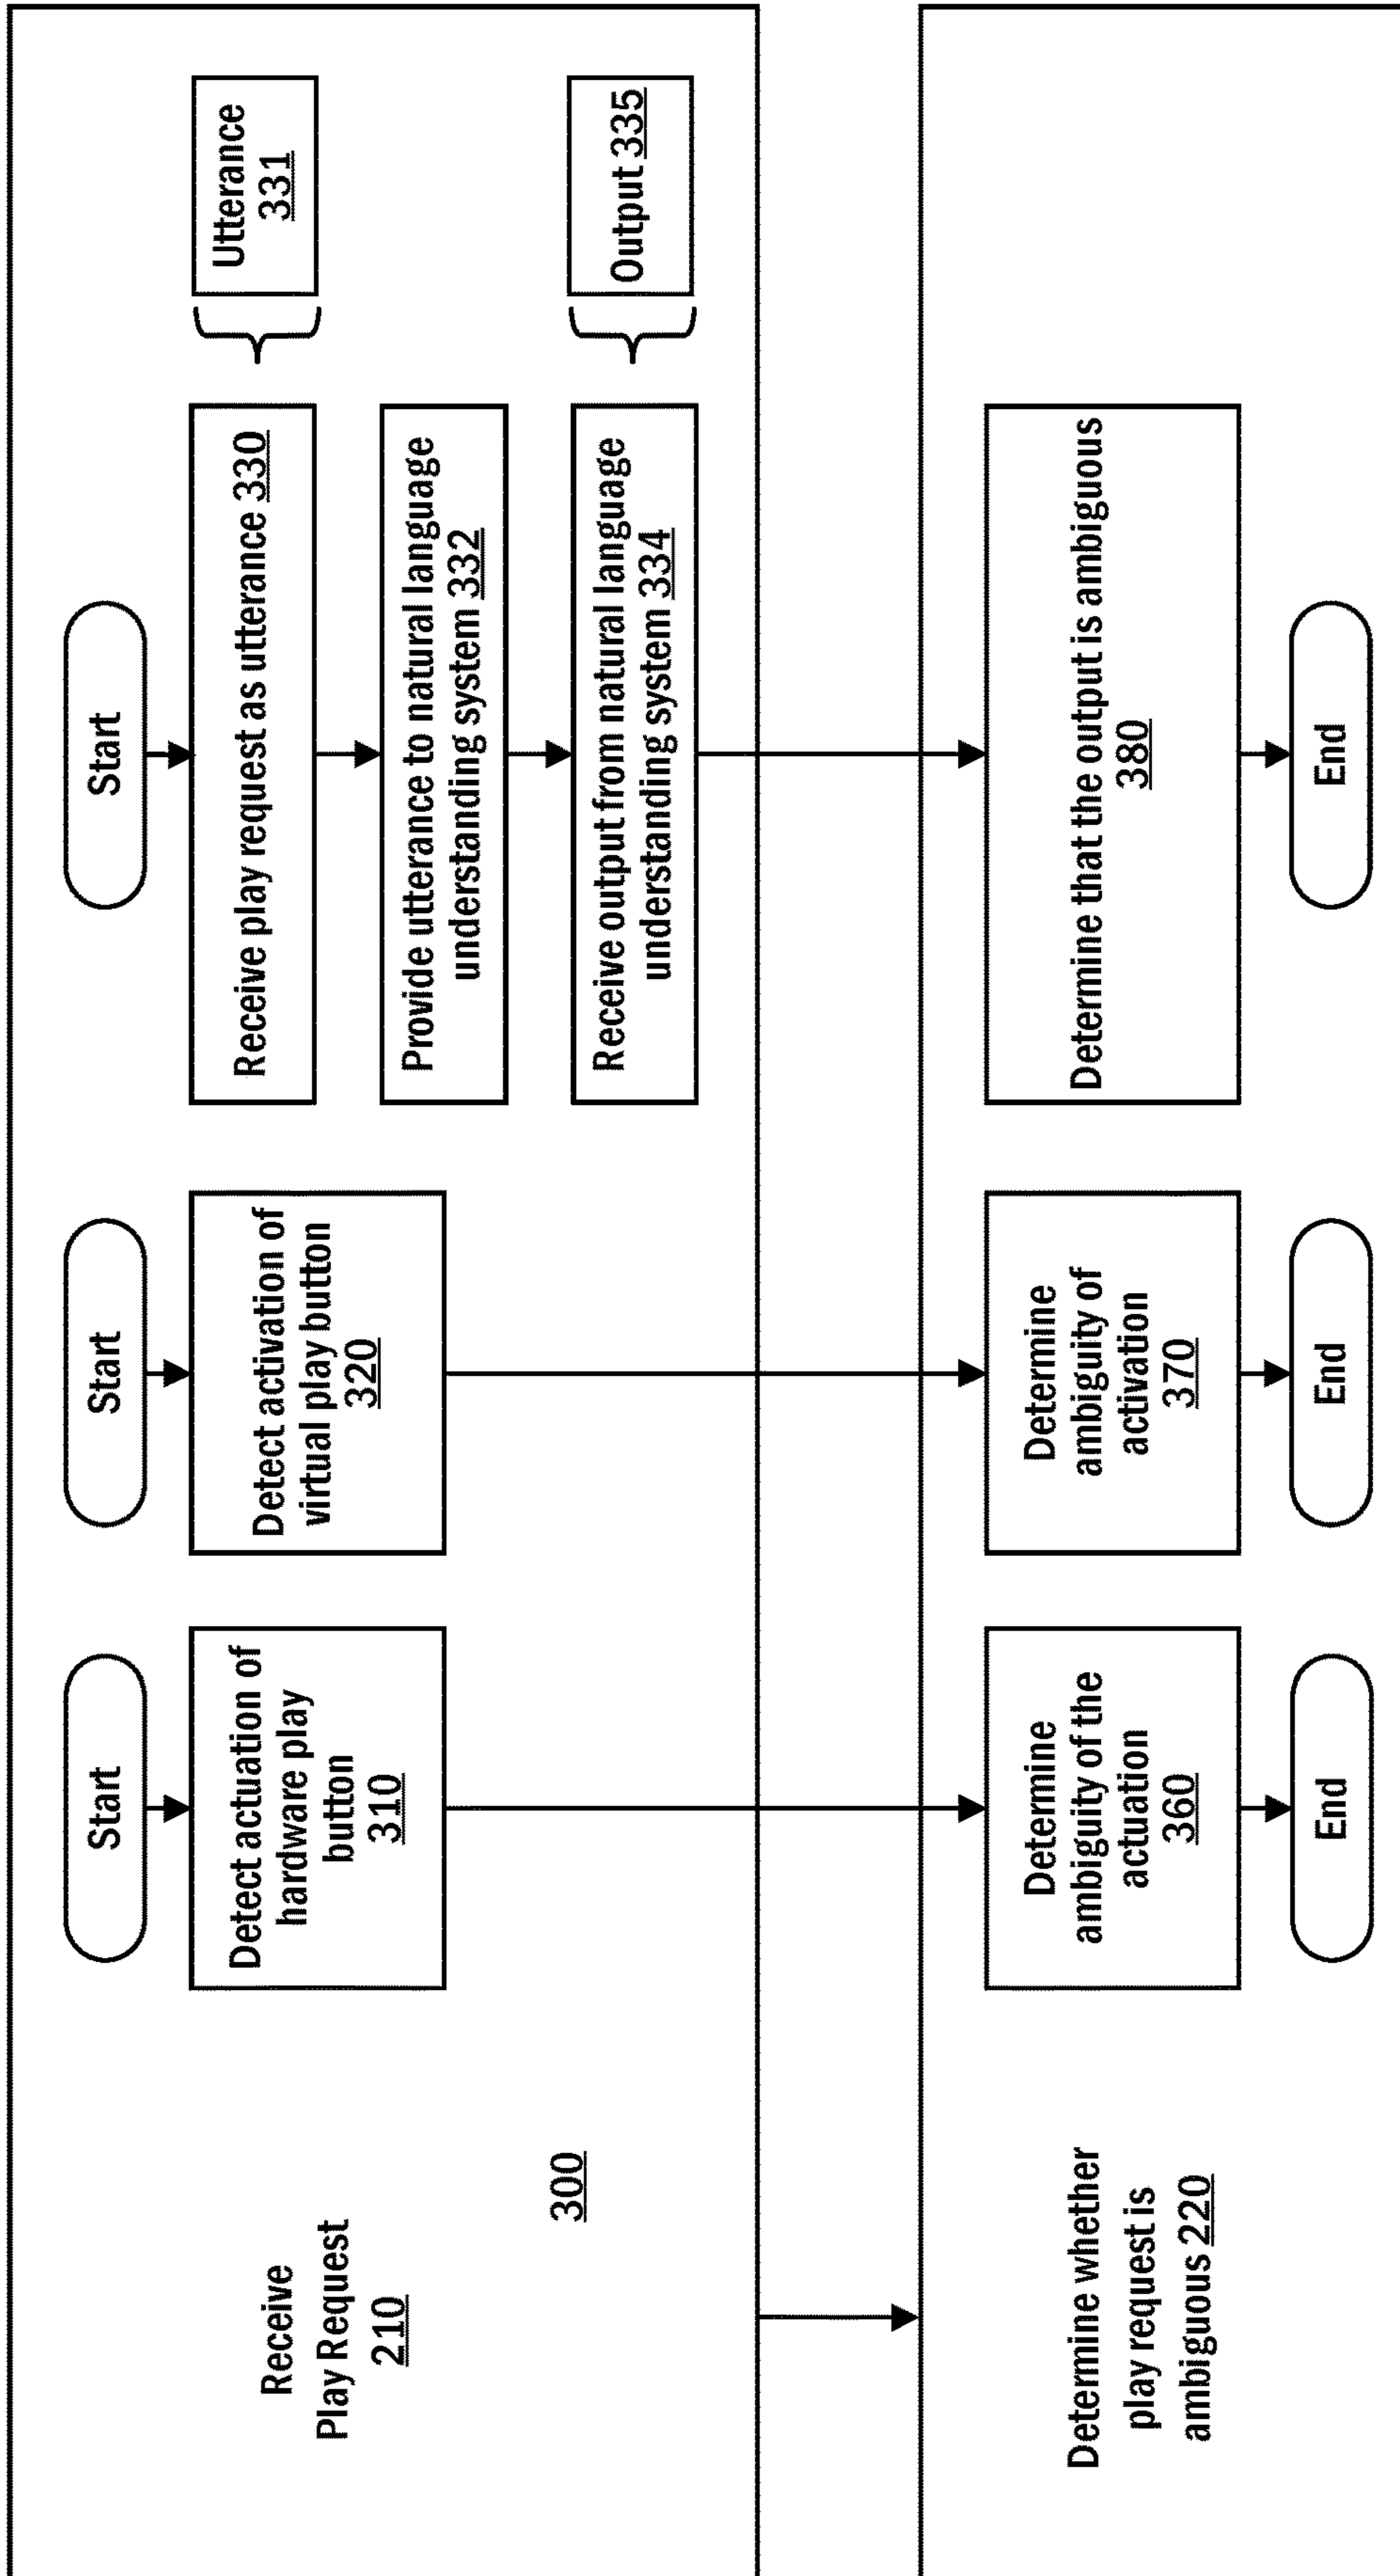 Receive
Play Request
210
300
Start
Detect actuation of
hardware play
button
310
Start
Detect activation of
virtual play button
320
Start
Receive play request as utterance 330
Utterance
331
Provide utterance to natural language
understanding system 332
Receive output from natural language
understanding system 334
Output 335
Determine whether
play request is
ambiguous 220
Determine
ambiguity of the
actuation
360
End
Determine
ambiguity of
activation
370
End
Determine that the output is ambiguous
380
End